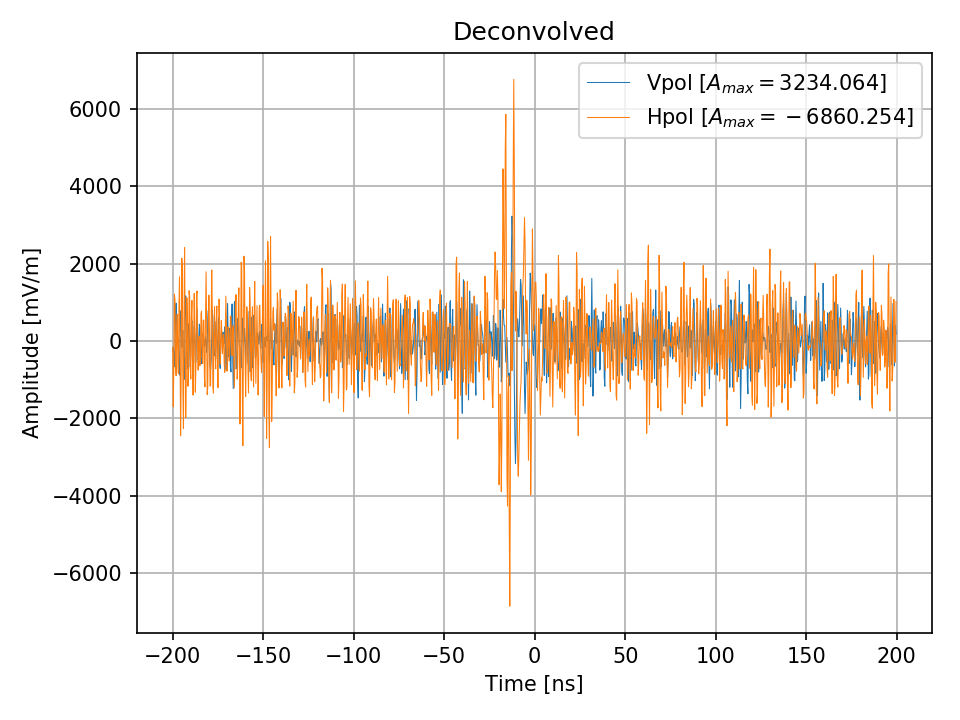 Deconvolved
Vpol [A_max = 3234.064]
Hpol [A_max = −6860.254]
Amplitude [mV/m]
6000
4000
2000
0
−2000
−4000
−6000
−200 −150 −100 −50 0 50 100 150 200
Time [ns]